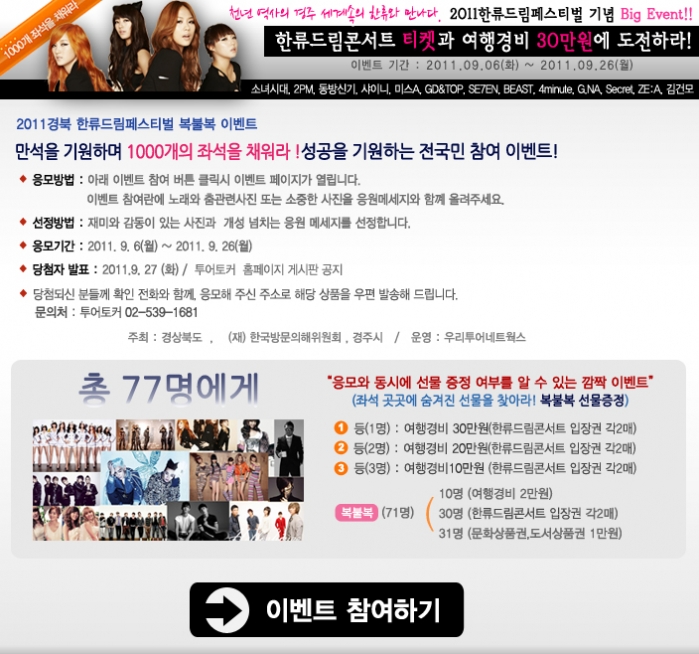 1000개 좌석을 채워라
천년 역사의 경주 세계속의 한류와 만나다. 2011한류드림페스티벌 기념 Big Event!!
한류드림콘서트 티켓과 여행경비 30만원에 도전하라!
이벤트 기간 : 2011.09.06(화) ~ 2011.09.26(월)
소녀시대, 2PM, 동방신기, 샤이니, 미스A, GD&TOP, SE7EN, BEAST, 4minute, G.NA, Secret, ZE:A, 김건모
2011경북 한류드림페스티벌 복불복 이벤트
만석을 기원하며 1000개의 좌석을 채워라 !성공을 기원하는 전국민 참여 이벤트!
응모방법 : 아래 이벤트 참여 버튼 클릭시 이벤트 페이지가 열립니다.
이벤트 참여란에 노래와 춤관련사진 또는 소중한 사진을 응원메세지와 함께 올려주세요.
선정방법 : 재미와 감동이 있는 사진과 개성 넘치는 응원 메세지를 선정합니다.
응모기간 : 2011. 9. 6(월) ~ 2011. 9. 26(월)
당첨자 발표 : 2011.9. 27 (화) / 투어토커 홈페이지 게시판 공지
당첨되신 분들께 확인 전화와 함께, 응모해 주신 주소로 해당 상품을 우편 발송해 드립니다.
문의처 : 투어토커 02-539-1681
주최 : 경상북도 , (재) 한국방문의해위원회 , 경주시 / 운영 : 우리투어네트웍스
총 77명에게
"응모와 동시에 선물 증정 여부를 알 수 있는 깜짝 이벤트"
(좌석 곳곳에 숨겨진 선물을 찾아라! 복불복 선물증정)
1 등(1명) : 여행경비 30만원(한류드림콘서트 입장권 각2매)
2 등(2명) : 여행경비 20만원(한류드림콘서트 입장권 각2매)
3 등(3명) : 여행경비10만원 (한류드림콘서트 입장권 각2매)
복불복 (71명)
10명 (여행경비 2만원)
30명 (한류드림콘서트 입장권 각2매)
31명 (문화상품권,도서상품권 1만원)
이벤트 참여하기